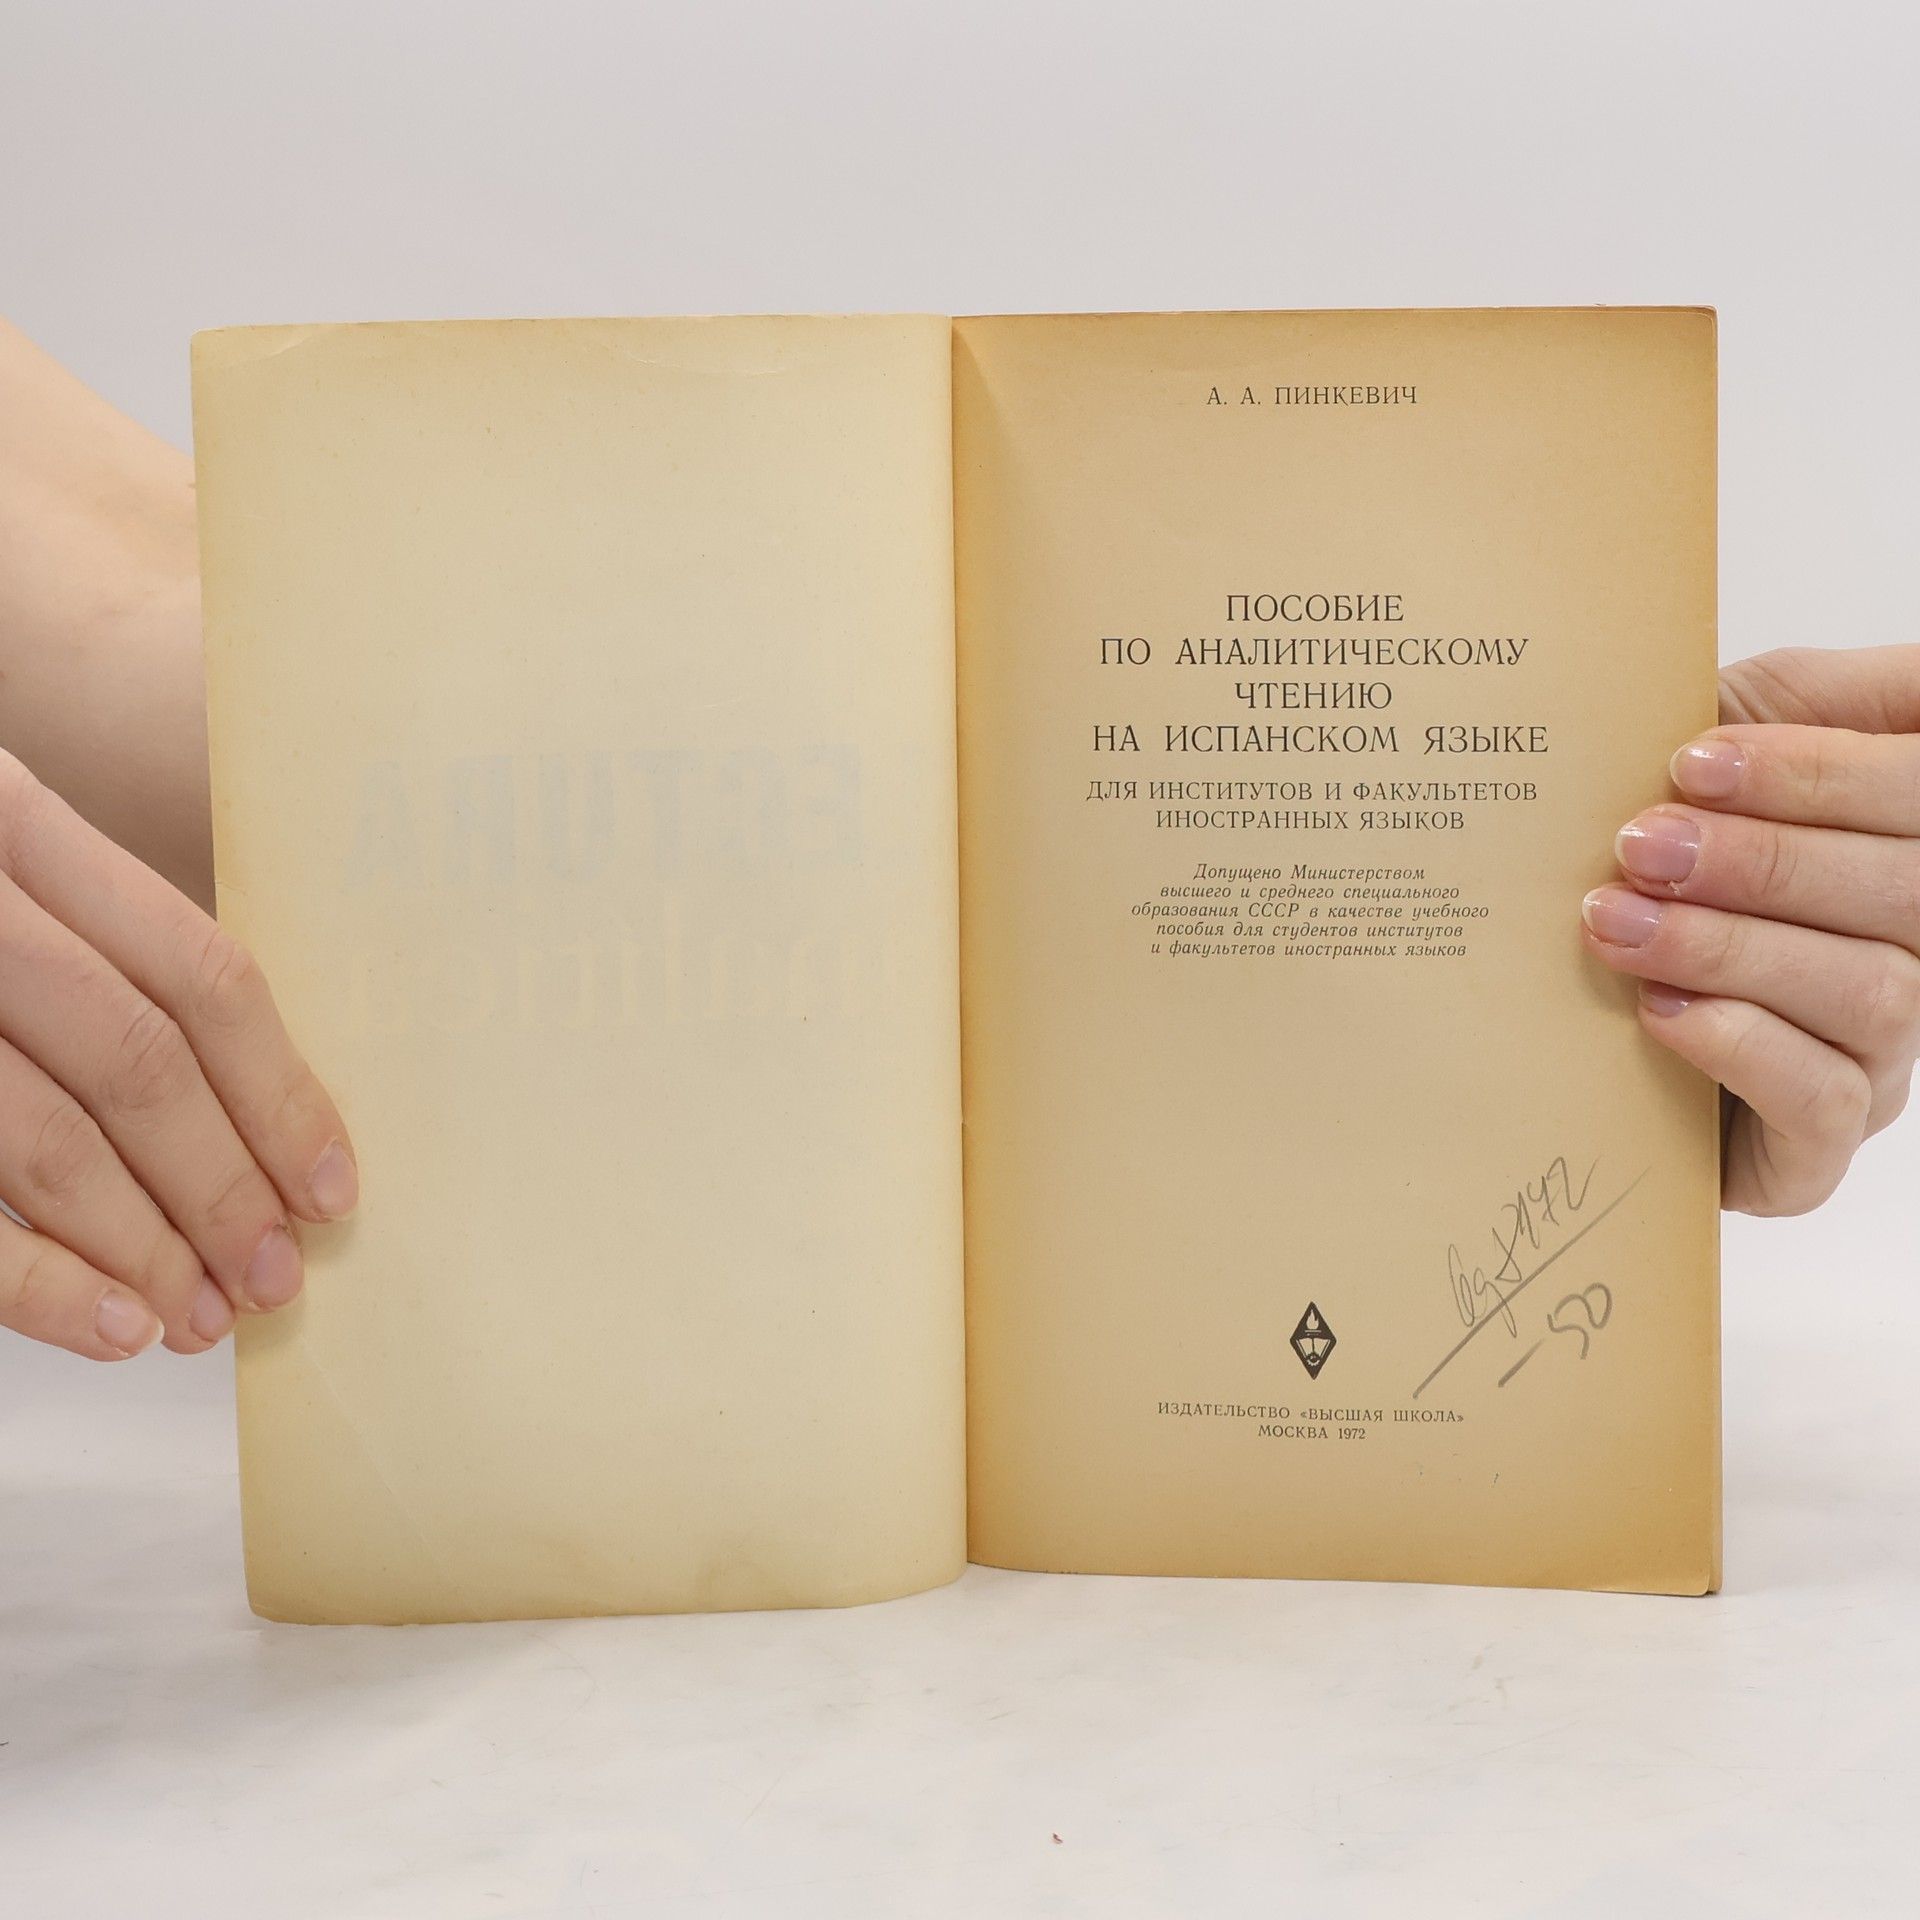 А. А. ПИНКЕВИЧ
ПОСОБИЕ
ПО АНАЛИТИЧЕСКОМУ
ЧТЕНИЮ
НА ИСПАНСКОМ ЯЗЫКЕ
ДЛЯ ИНСТИТУТОВ И ФАКУЛЬТЕТОВ
ИНОСТРАННЫХ ЯЗЫКОВ
Допущено Министерством
высшего и среднего специального
образования СССР в качестве учебного
пособия для студентов институтов
и факультетов иностранных языков
-50
ИЗДАТЕЛЬСТВО «ВЫСШАЯ ШКОЛА»
МОСКВА 1972